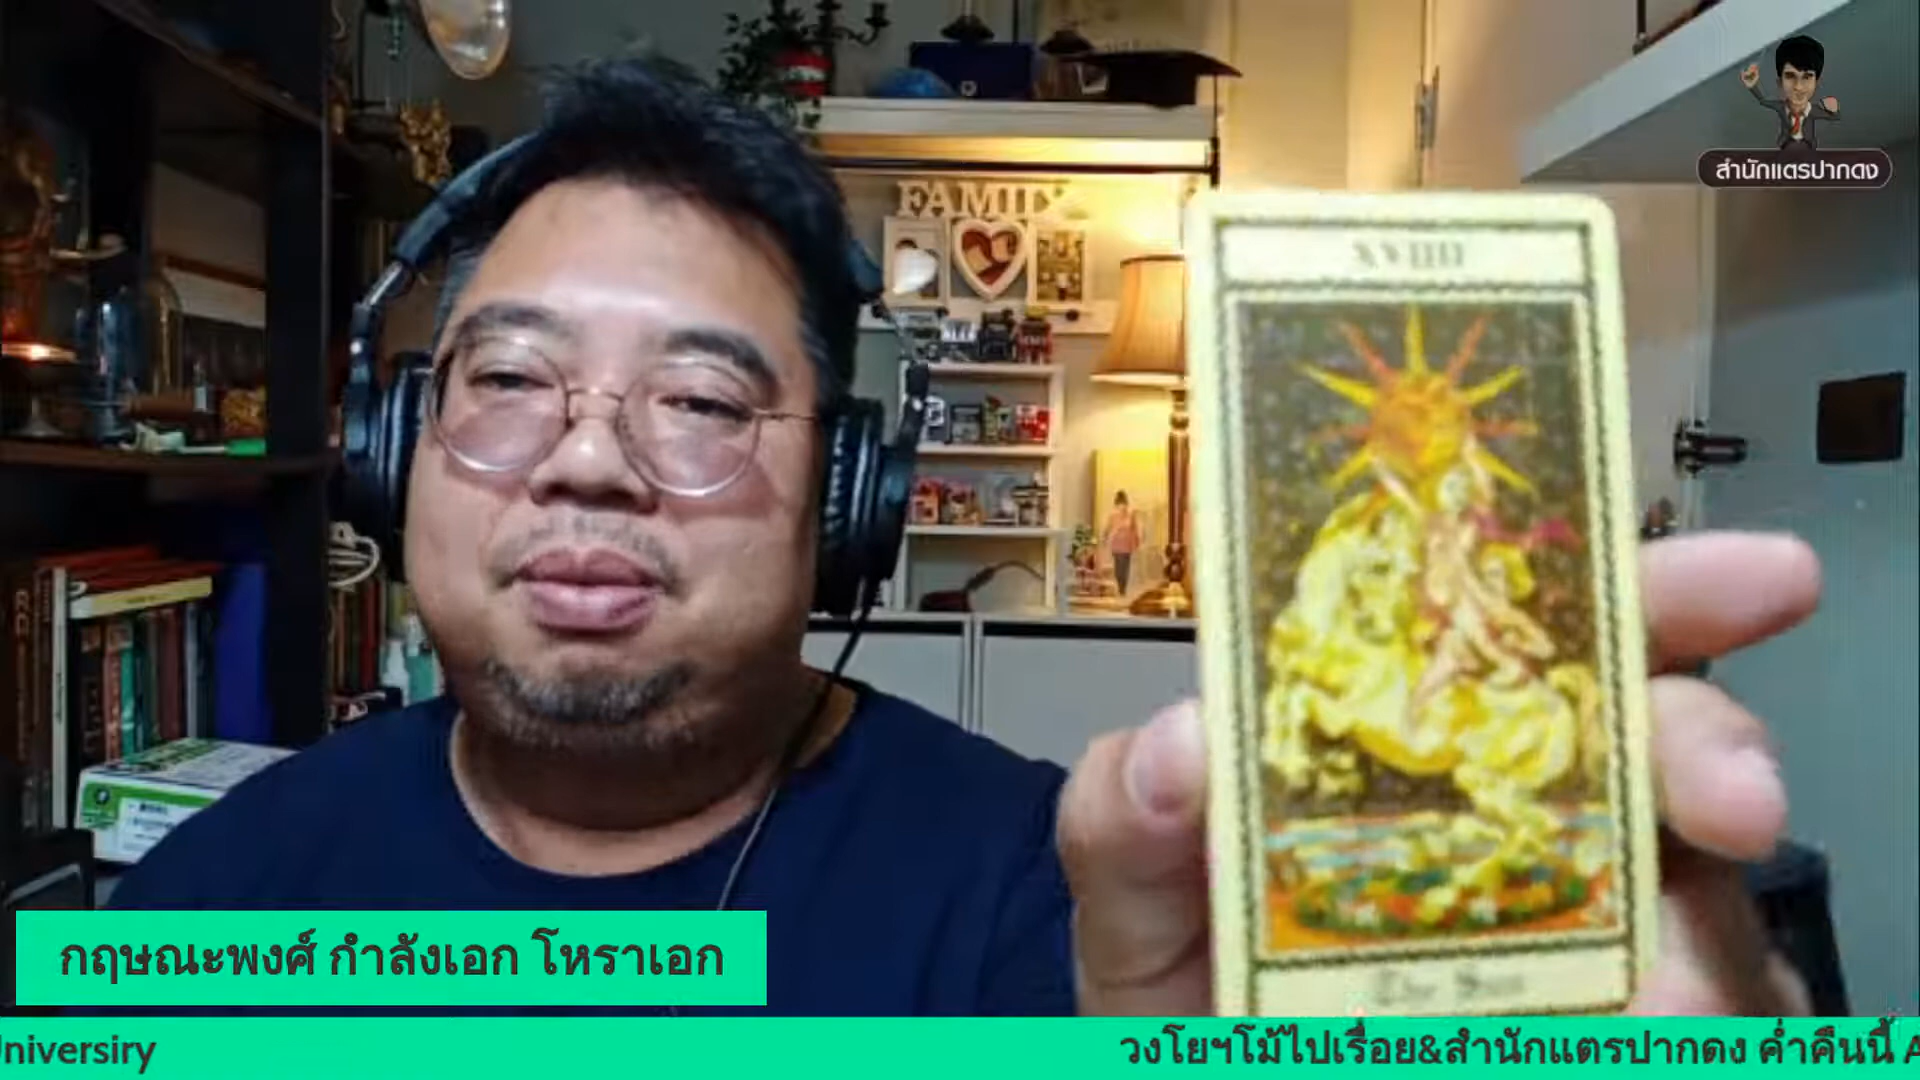 FAMILY
สำนักแตรปากดง
XVIIII
The Sun
กฤษณะพงศ์ กำลังเอก โหราเอก
Universiry
วงโยฯโม้ไปเรื่อย&สำนักแตรปากดง ค่ำคืนนี้